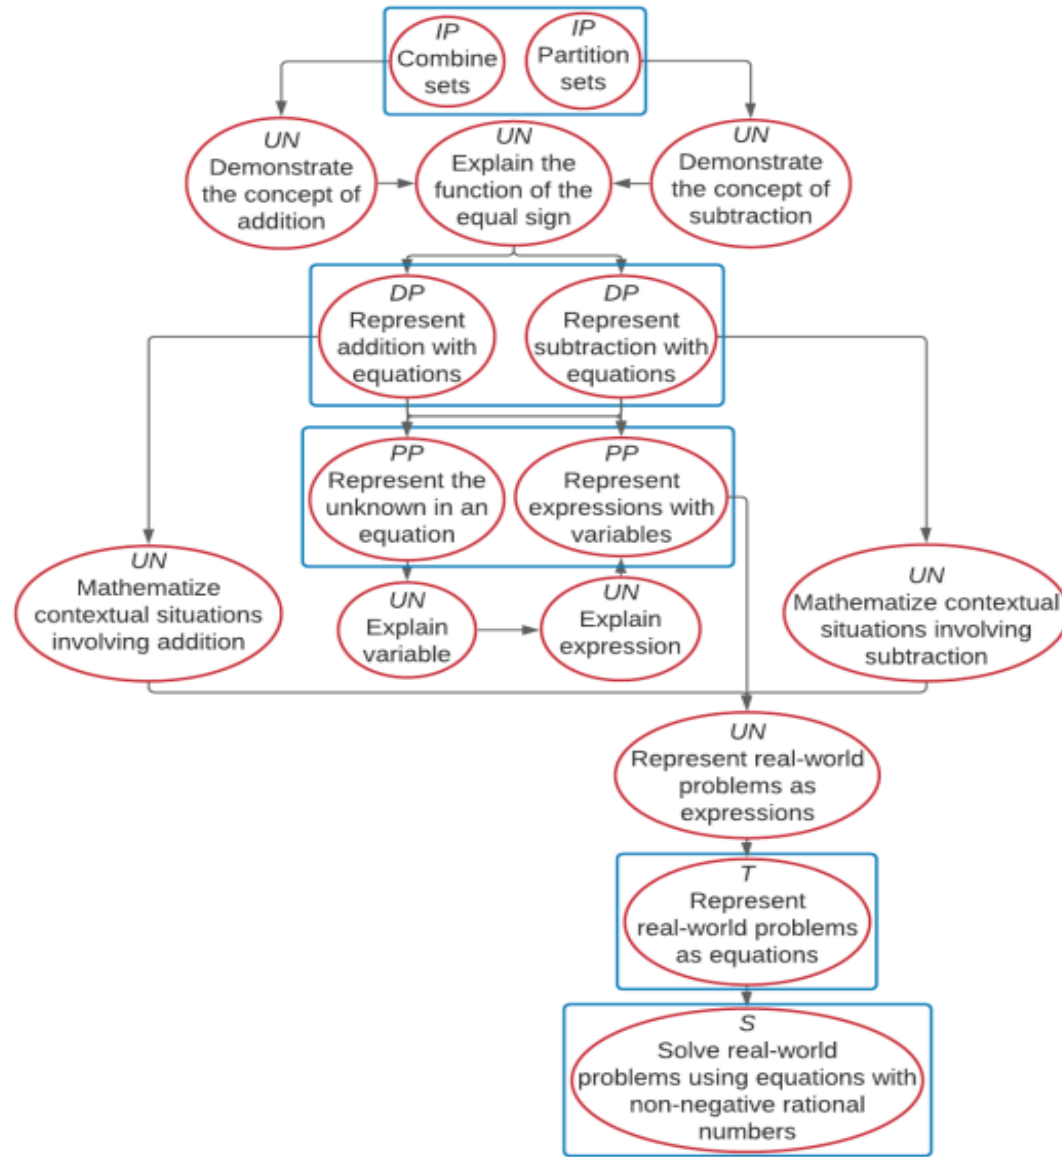 IP
Combine
sets
IP
Partition
sets
UN
Demonstrate
the concept of
addition
UN
Explain the
function of the
equal sign
UN
Demonstrate
the concept of
subtraction
DP
Represent
addition with
equations
DP
Represent
subtraction with
equations
PP
Represent the
unknown in an
equation
PP
Represent
expressions with
variables
UN
Mathematize
contextual situations
involving addition
UN
Explain
variable
UN
Explain
expression
UN
Mathematize contextual
situations involving
subtraction
UN
Represent real-world
problems as
expressions
T
Represent
real-world problems
as equations
S
Solve real-world
problems using equations with
non-negative rational
numbers